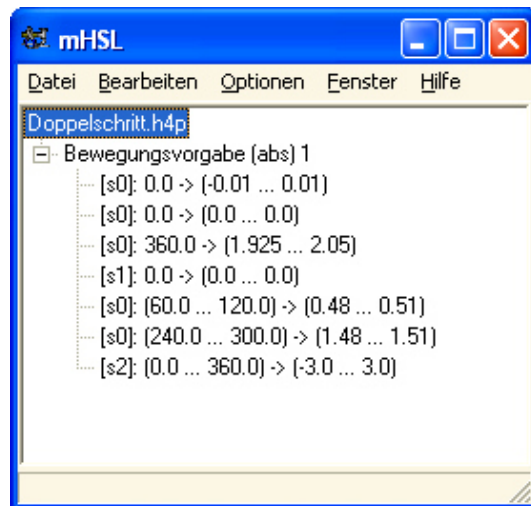 mHSL
Datei Bearbeiten Optionen Fenster Hilfe
Doppelschritt.h4p
Bewegungsvorgabe (abs) 1
[s0]: 0.0 -> (-0.01 ... 0.01)
[s0]: 0.0 -> (0.0 ... 0.0)
[s0]: 360.0 -> (1.925 ... 2.05)
[s1]: 0.0 -> (0.0 ... 0.0)
[s0]: (60.0 ... 120.0) -> (0.48 ... 0.51)
[s0]: (240.0 ... 300.0) -> (1.48 ... 1.51)
[s2]: (0.0 ... 360.0) -> (-3.0 ... 3.0)